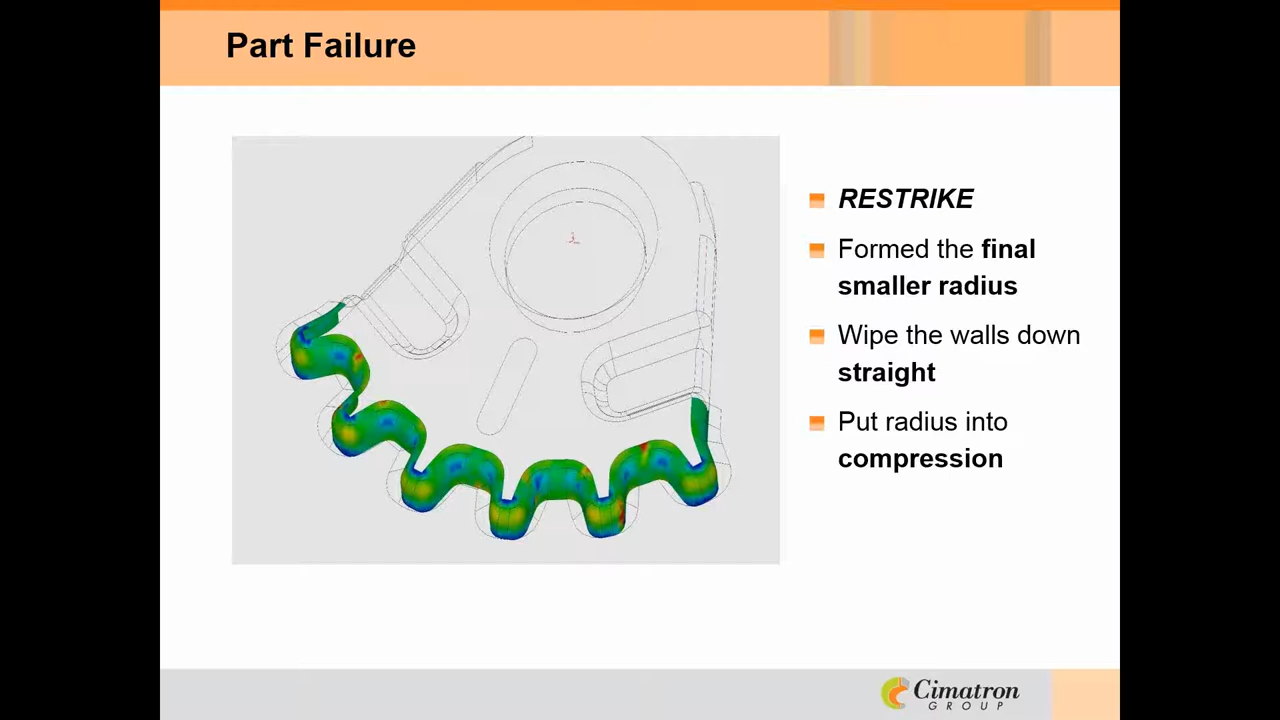 Part Failure
RESTRIKE
Formed the final
smaller radius
Wipe the walls down
straight
Put radius into
compression
Cimatron
GROUP